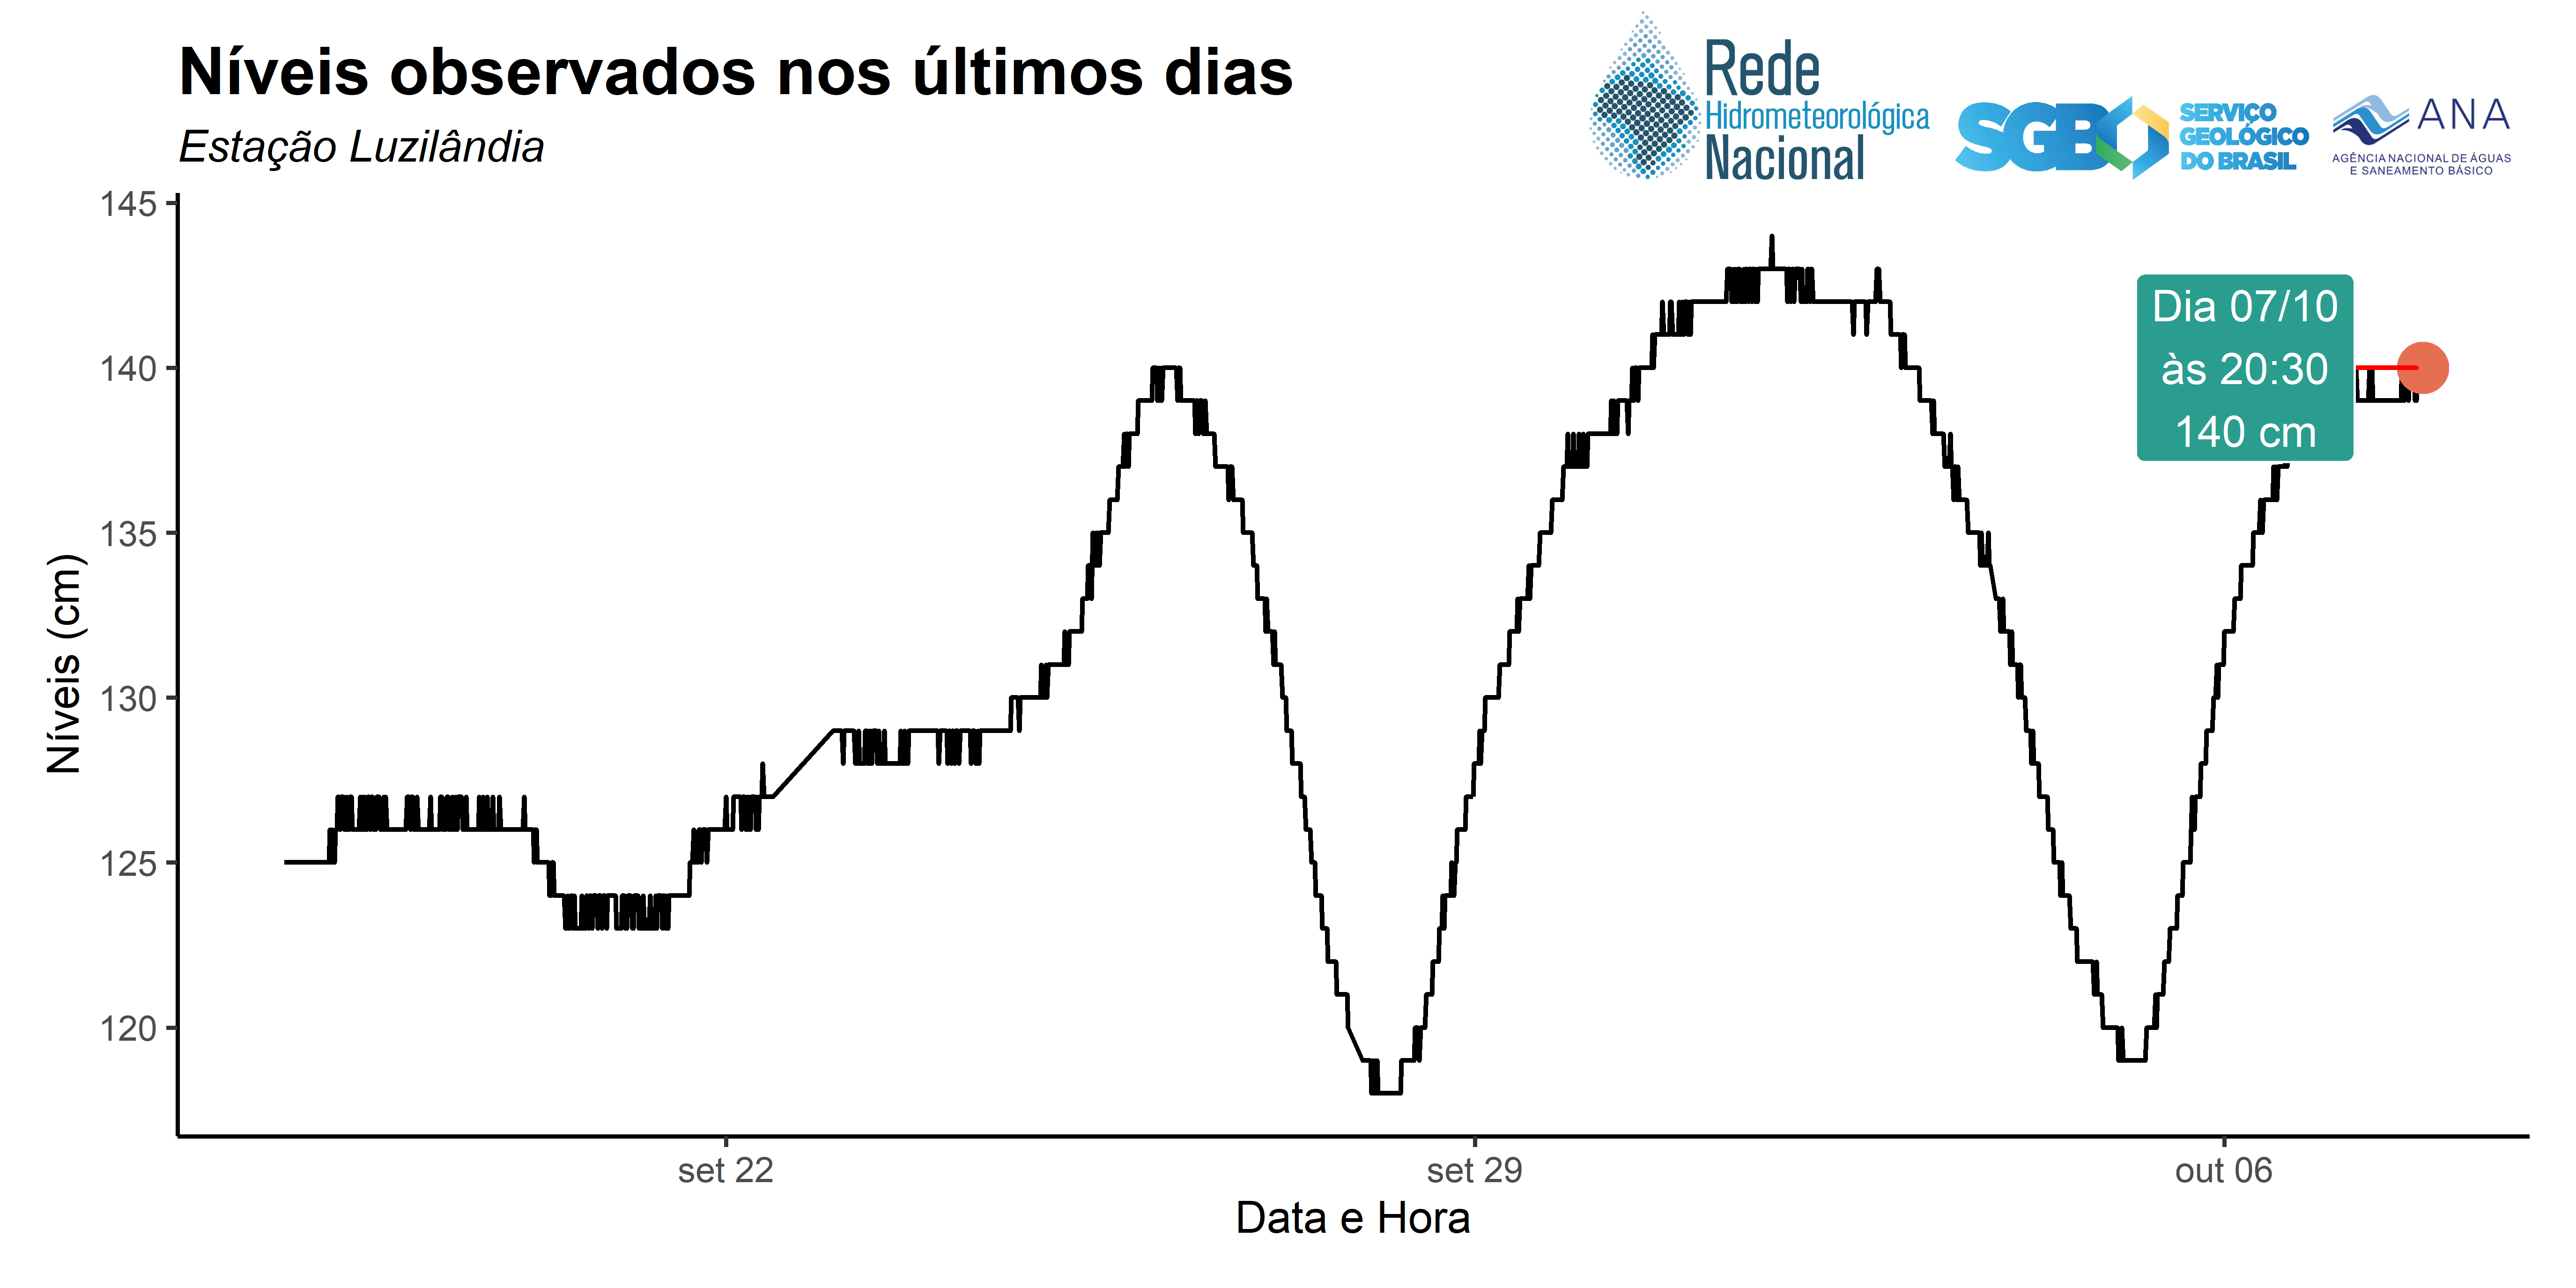 Níveis observados nos últimos dias
Estação Luzilândia
Rede
Hidrometeorológica
Nacional
SGB
SERVIÇO
GEOLÓGICO
DO BRASIL
ANA
AGÊNCIA NACIONAL DE ÁGUAS
E SANEAMENTO BÁSICO
145
140
135
130
125
120
Níveis (cm)
Dia 07/10
às 20:30
140 cm
set 22
set 29
out 06
Data e Hora